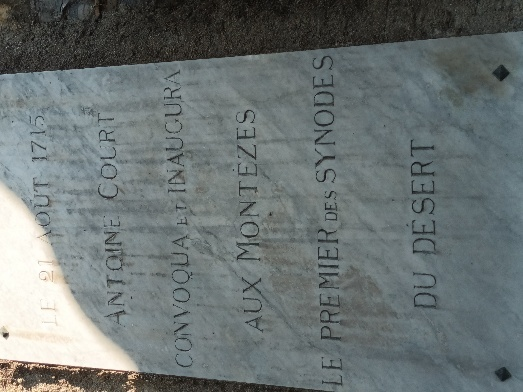 LE 21 AOUT 1715,
ANTOINE COURT
CONVOQUA ET INAUGURA
AUX MONTÈZES
LE PREMIER DES SYNODES
DU DÉSERT